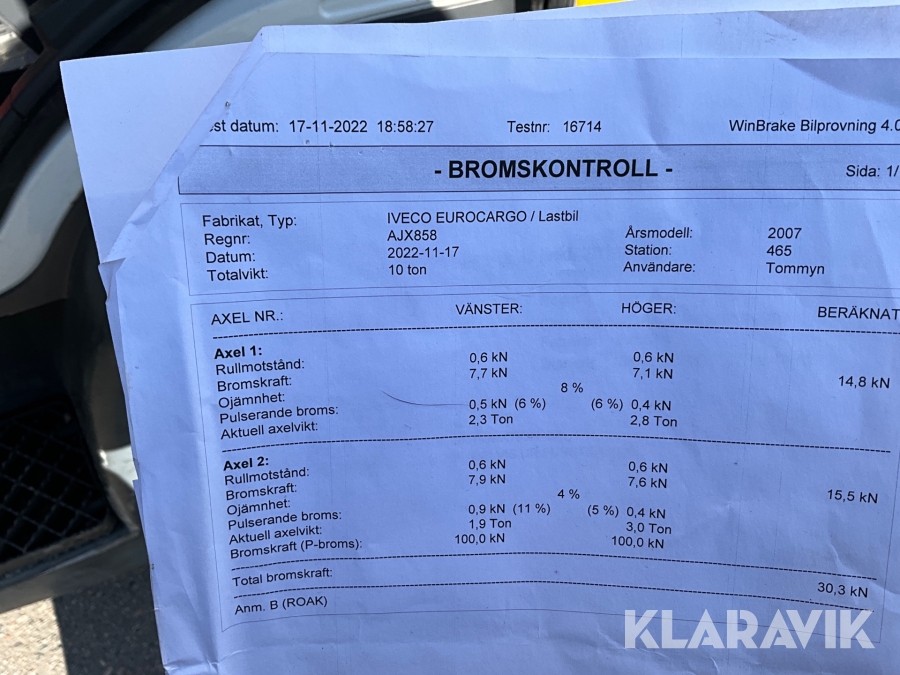 st datum: 17-11-2022 18:58:27 Testnr: 16714 WinBrake Bilprovning 4.0
- BROMSKONTROLL - Sida: 1/
Fabrikat, Typ: IVECO EUROCARGO / Lastbil
Regnr: AJX858 Årsmodell: 2007
Datum: 2022-11-17 Station: 465
Totalvikt: 10 ton Användare: Tommyn
AXEL NR.: VÄNSTER: HÖGER: BERÄKNAT
Axel 1:
Rullmotstånd: 0,6 kN 0,6 kN
Bromskraft: 7,7 kN 7,1 kN 14,8 kN
Ojämnhet: 8 %
Pulserande broms: 0,5 kN (6 %) (6 %) 0,4 kN
Aktuell axelvikt: 2,3 Ton 2,8 Ton
Axel 2:
Rullmotstånd: 0,6 kN 0,6 kN
Bromskraft: 7,9 kN 7,6 kN 15,5 kN
Ojämnhet: 4 %
Pulserande broms: 0,9 kN (11 %) (5 %) 0,4 kN
Aktuell axelvikt: 1,9 Ton 3,0 Ton
Bromskraft (P-broms): 100,0 kN 100,0 kN
Total bromskraft: 30,3 kN
Anm. B (ROAK)
KLARAVIK